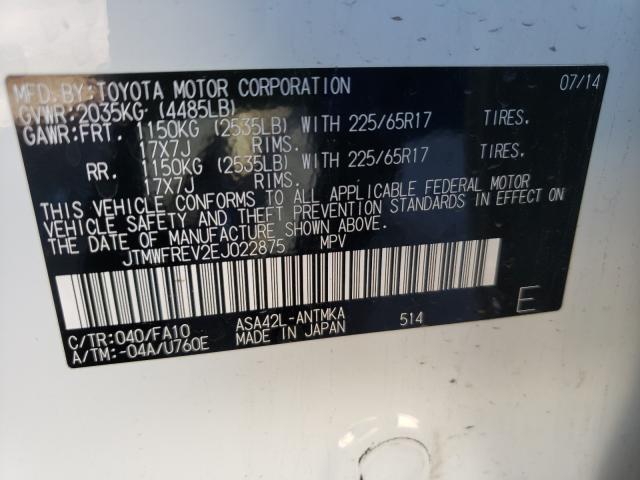 MFD.BY:TOYOTA MOTOR CORPORATION 07/14
GVWR:2035KG (4485LB)
GAWR:FRT. 1150KG (2535LB) WITH 225/65R17 TIRES.
17X7J RIMS.
RR. 1150KG (2535LB) WITH 225/65R17 TIRES.
17X7J RIMS.
THIS VEHICLE CONFORMS TO ALL APPLICABLE FEDERAL MOTOR
VEHICLE SAFETY AND THEFT PREVENTION STANDARDS IN EFFECT ON
THE DATE OF MANUFACTURE SHOWN ABOVE.
JTMWFREV2EJ022875 MPV
C/TR:040/FA10 ASA42L-ANTMKA 514 E
A/TM:-04A/U760E MADE IN JAPAN